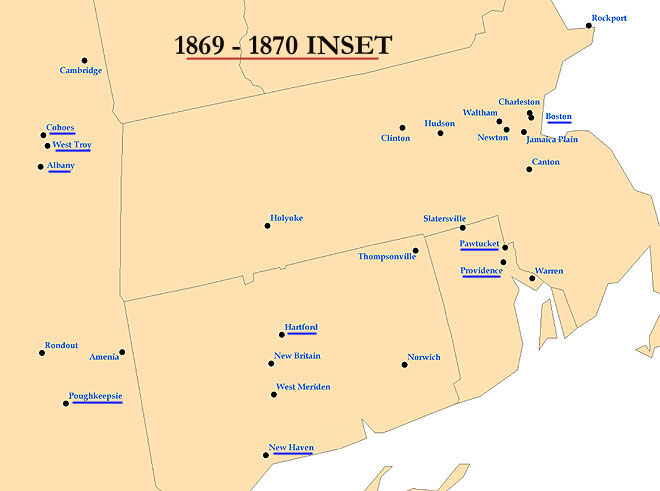 Rockport
1869 - 1870 INSET
Cambridge
Charleston
Waltham
Boston
Hudson
Cohoes
Clinton
Newton
Jamaica Plain
West Troy
Canton
Albany
Holyoke
Slatersville
Pawtucket
Thompsonville
Providence
Warren
Hartford
Rondout
Amenia
New Britain
Norwich
West Meriden
Poughkeepsie
New Haven